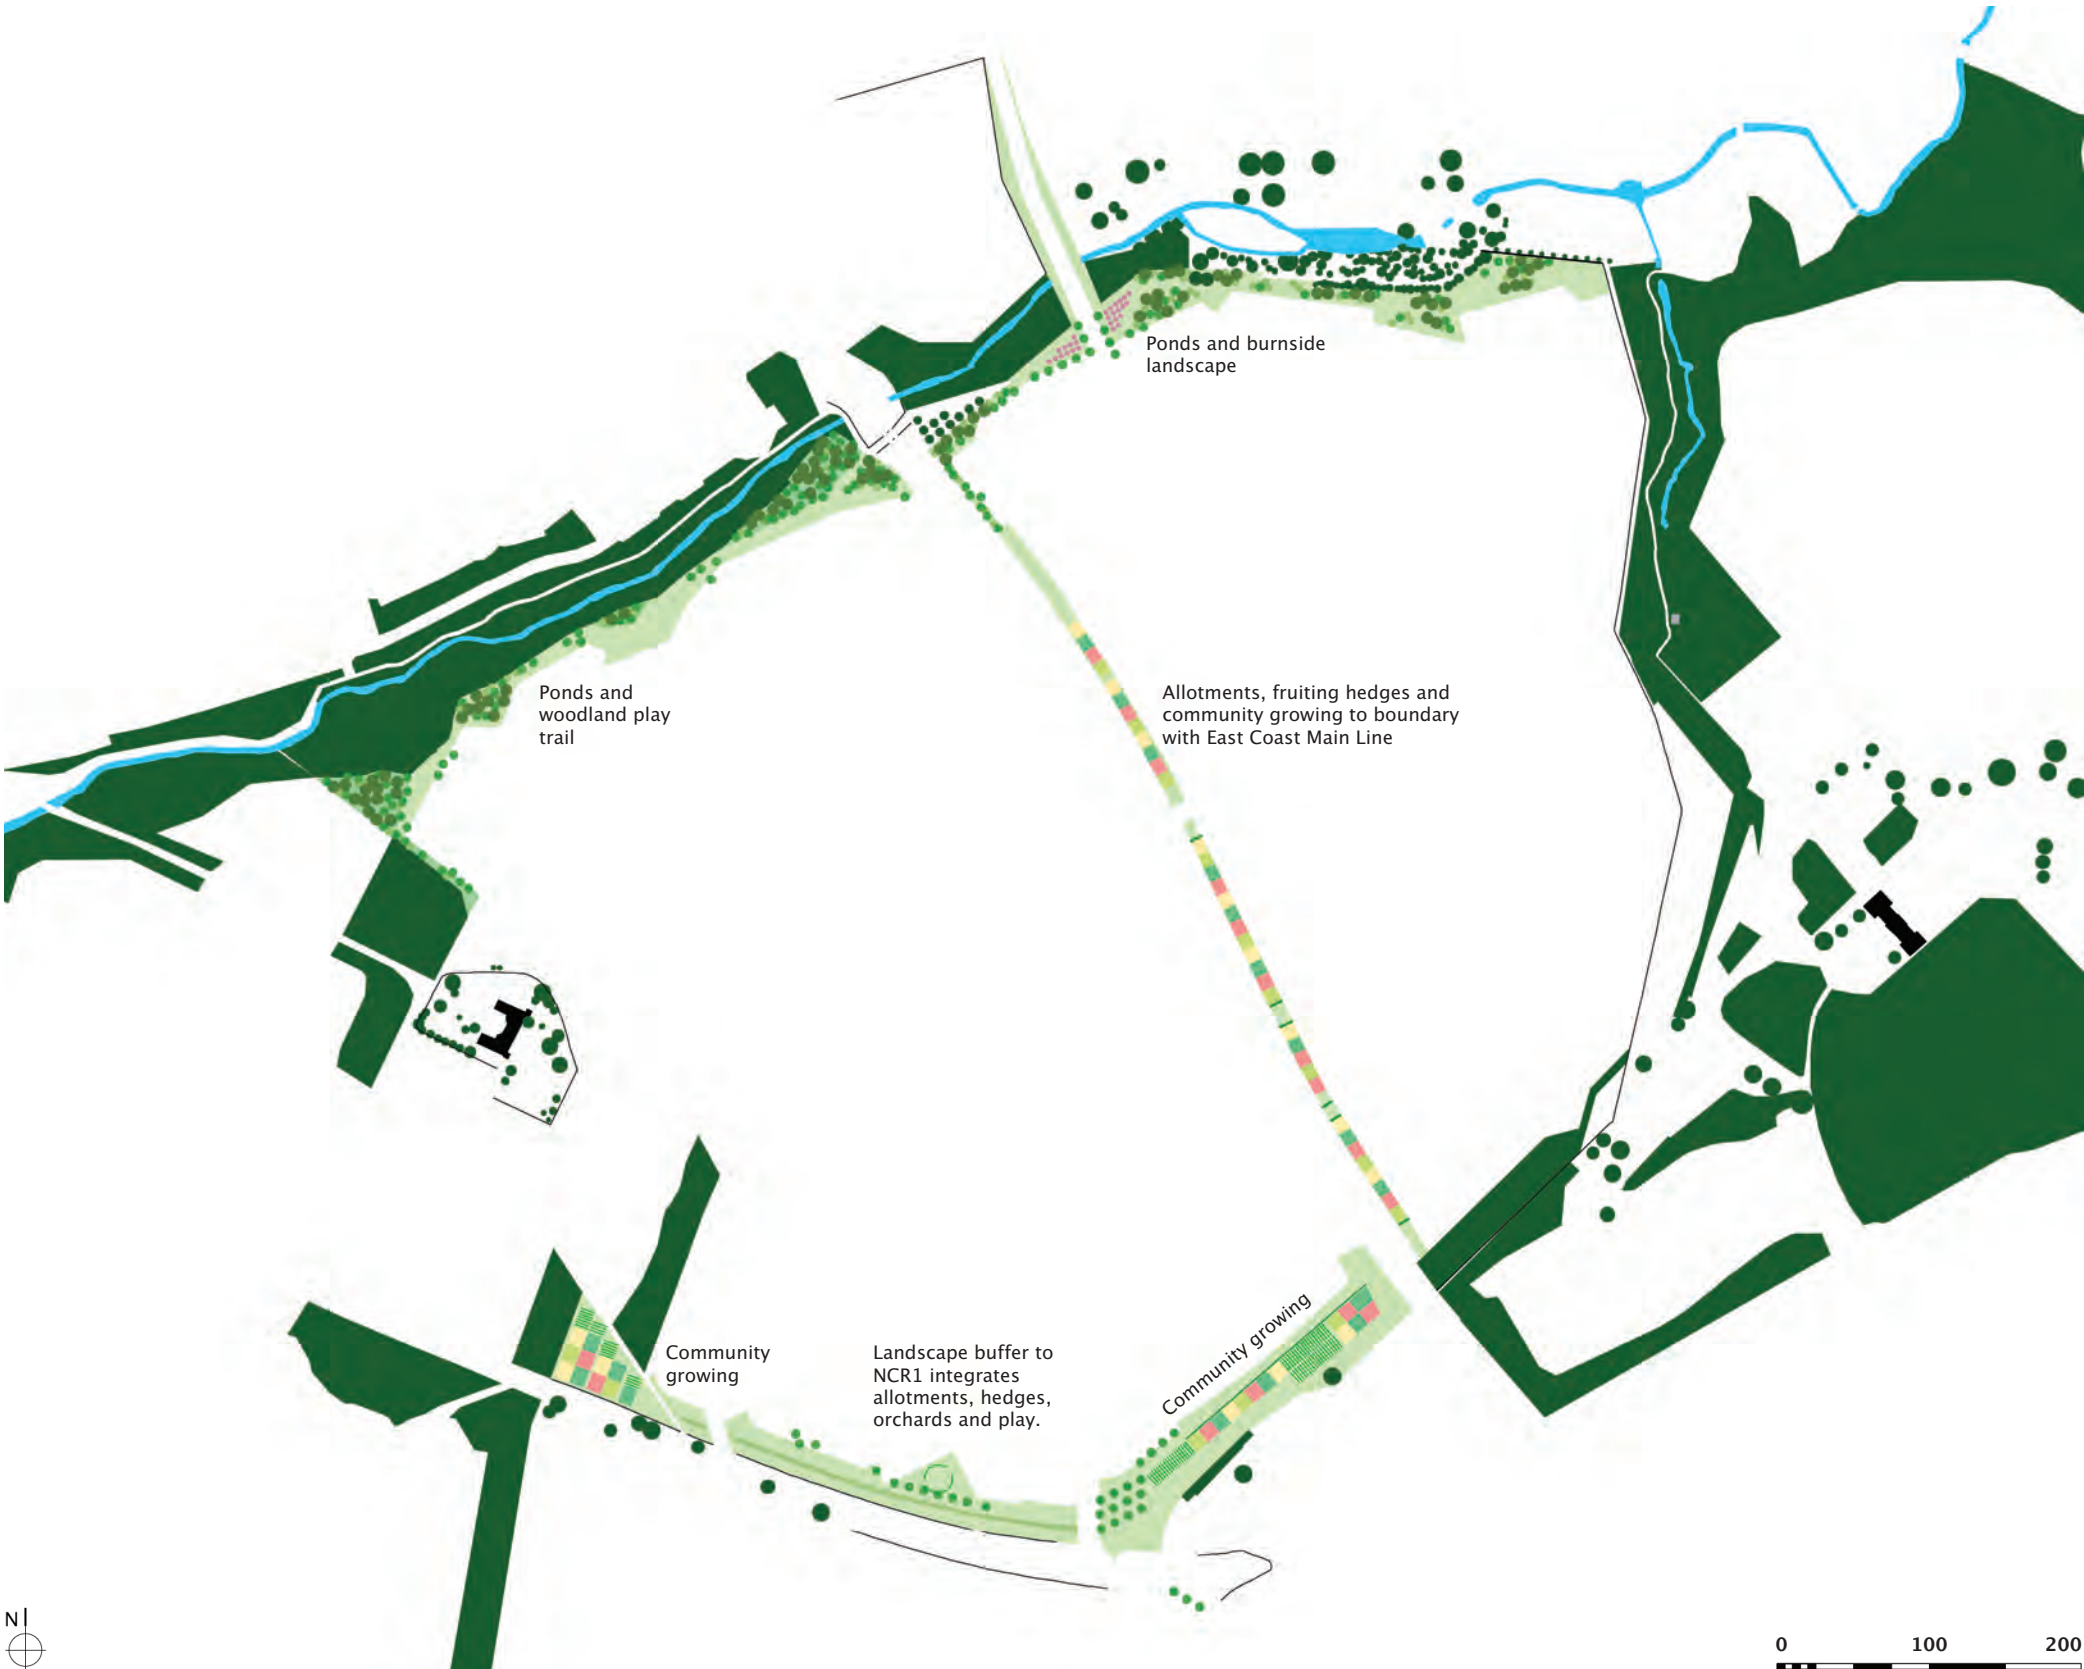 Ponds and burnside
landscape
Ponds and
woodland play
trail
Allotments, fruiting hedges and
community growing to boundary
with East Coast Main Line
Community growing
Community
growing
Landscape buffer to
NCR1 integrates
allotments, hedges,
orchards and play.
N
0 100 200